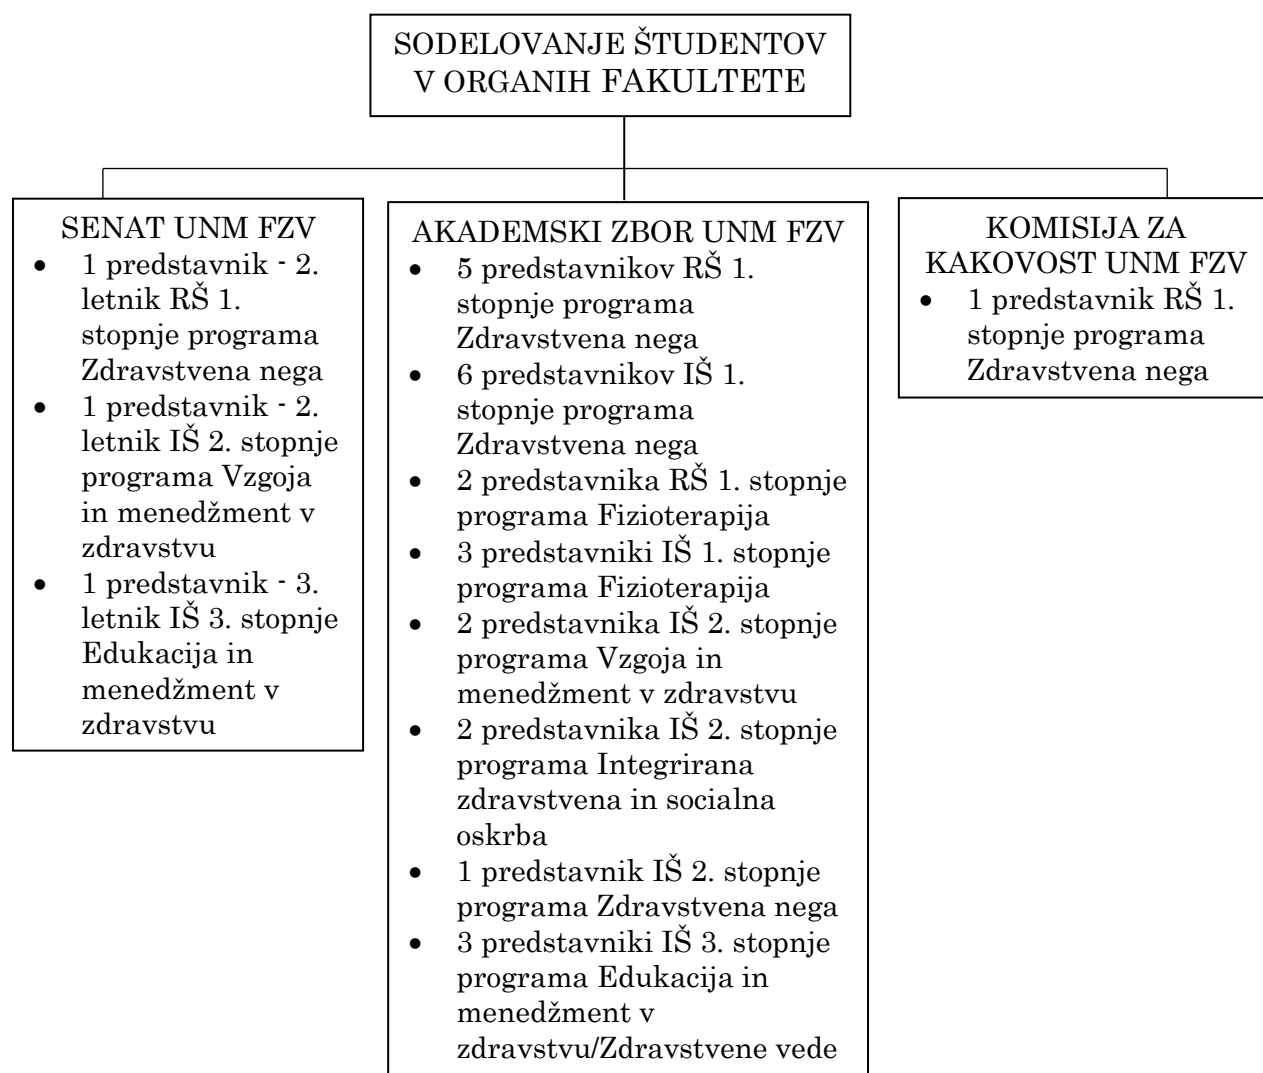 SODELOVANJE ŠTUDENTOV
V ORGANIH FAKULTETE
SENAT UNM FZV
• 1 predstavnik - 2.
letnik RŠ 1.
stopnje programa
Zdravstvena nega
• 1 predstavnik - 2.
letnik IŠ 2. stopnje
programa Vzgoja
in menedžment v
zdravstvu
• 1 predstavnik - 3.
letnik IŠ 3. stopnje
Edukacija in
menedžment v
zdravstvu
AKADEMSKI ZBOR UNM FZV
• 5 predstavnikov RŠ 1.
stopnje programa
Zdravstvena nega
• 6 predstavnikov IŠ 1.
stopnje programa
Zdravstvena nega
• 2 predstavnika RŠ 1. stopnje
programa Fizioterapija
• 3 predstavniki IŠ 1. stopnje
programa Fizioterapija
• 2 predstavnika IŠ 2. stopnje
programa Vzgoja in
menedžment v zdravstvu
• 2 predstavnika IŠ 2. stopnje
programa Integrirana
zdravstvena in socialna
oskrba
• 1 predstavnik IŠ 2. stopnje
programa Zdravstvena nega
• 3 predstavniki IŠ 3. stopnje
programa Edukacija in
menedžment v
zdravstvu/Zdravstvene vede
KOMISIJA ZA
KAKOVOST UNM FZV
• 1 predstavnik RŠ 1.
stopnje programa
Zdravstvena nega